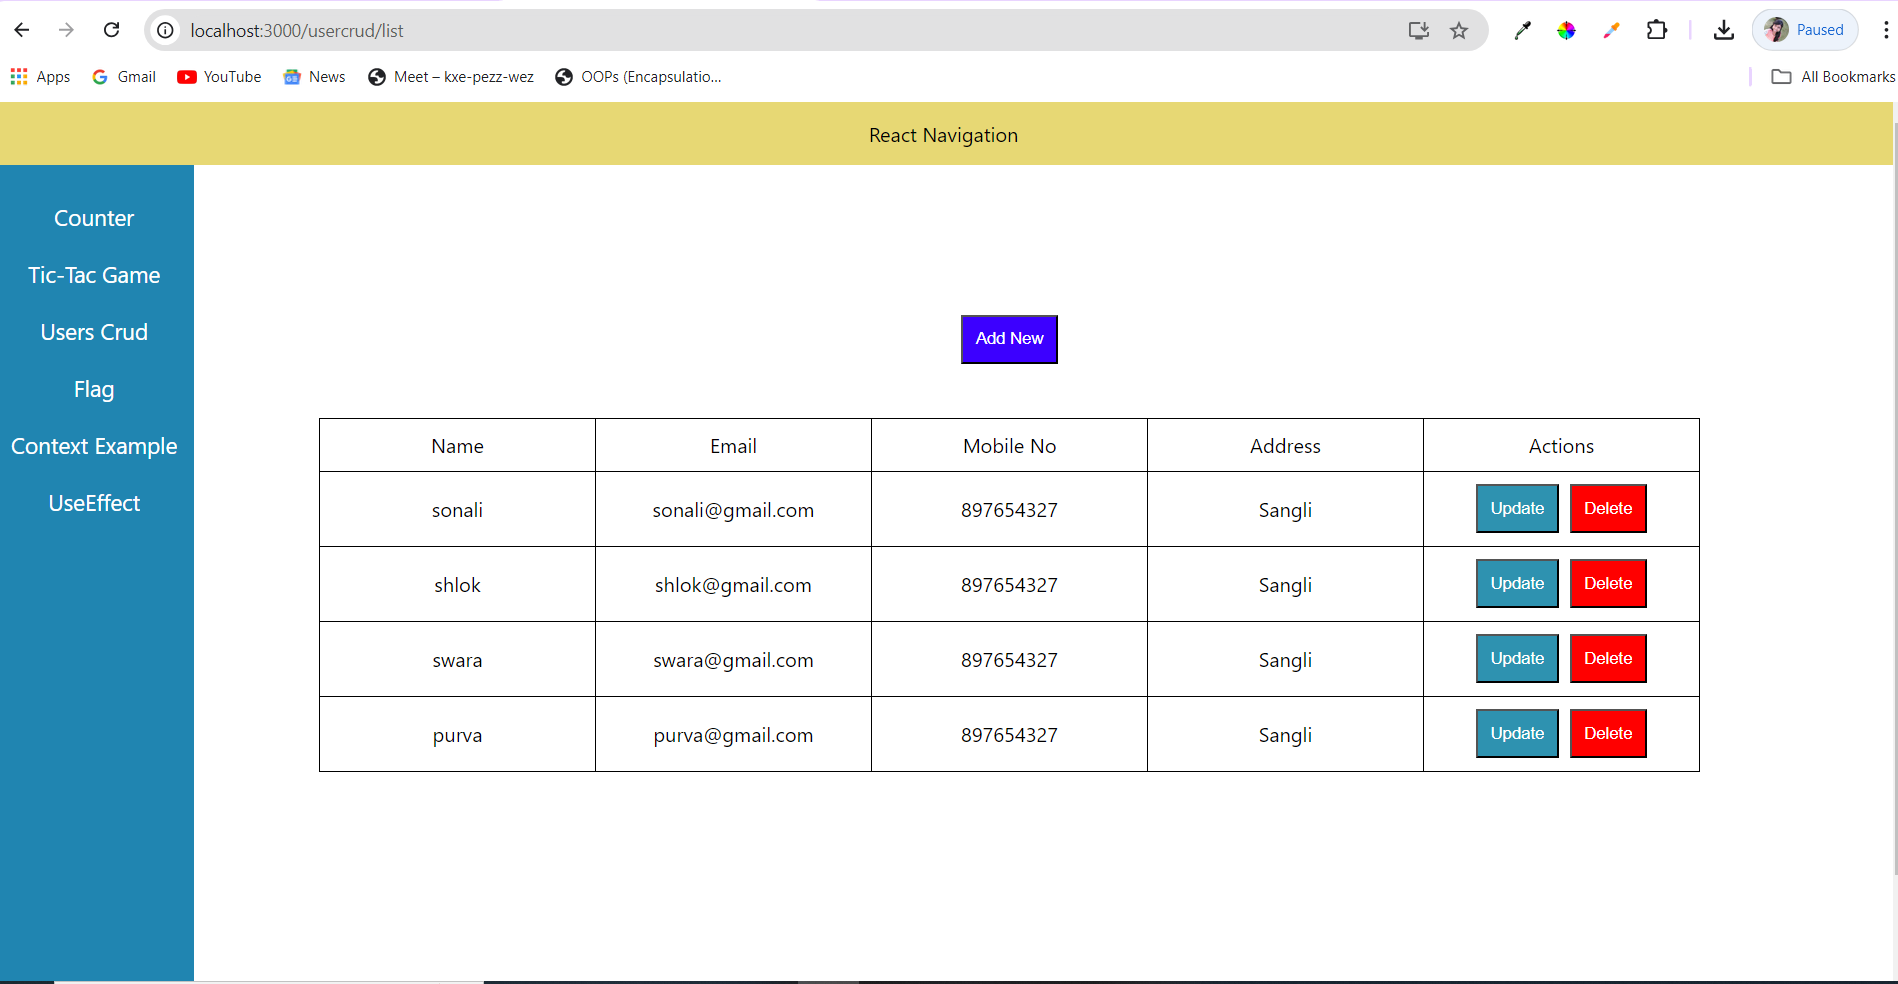 localhost:3000/usercrud/list
Paused
Apps Gmail YouTube News Meet – kxe-pezz-wez OOPs (Encapsulatio... All Bookmarks
React Navigation
Counter
Tic-Tac Game
Users Crud
Flag
Context Example
UseEffect
Add New
Name Email Mobile No Address Actions
sonali sonali@gmail.com 897654327 Sangli Update Delete
shlok shlok@gmail.com 897654327 Sangli Update Delete
swara swara@gmail.com 897654327 Sangli Update Delete
purva purva@gmail.com 897654327 Sangli Update Delete